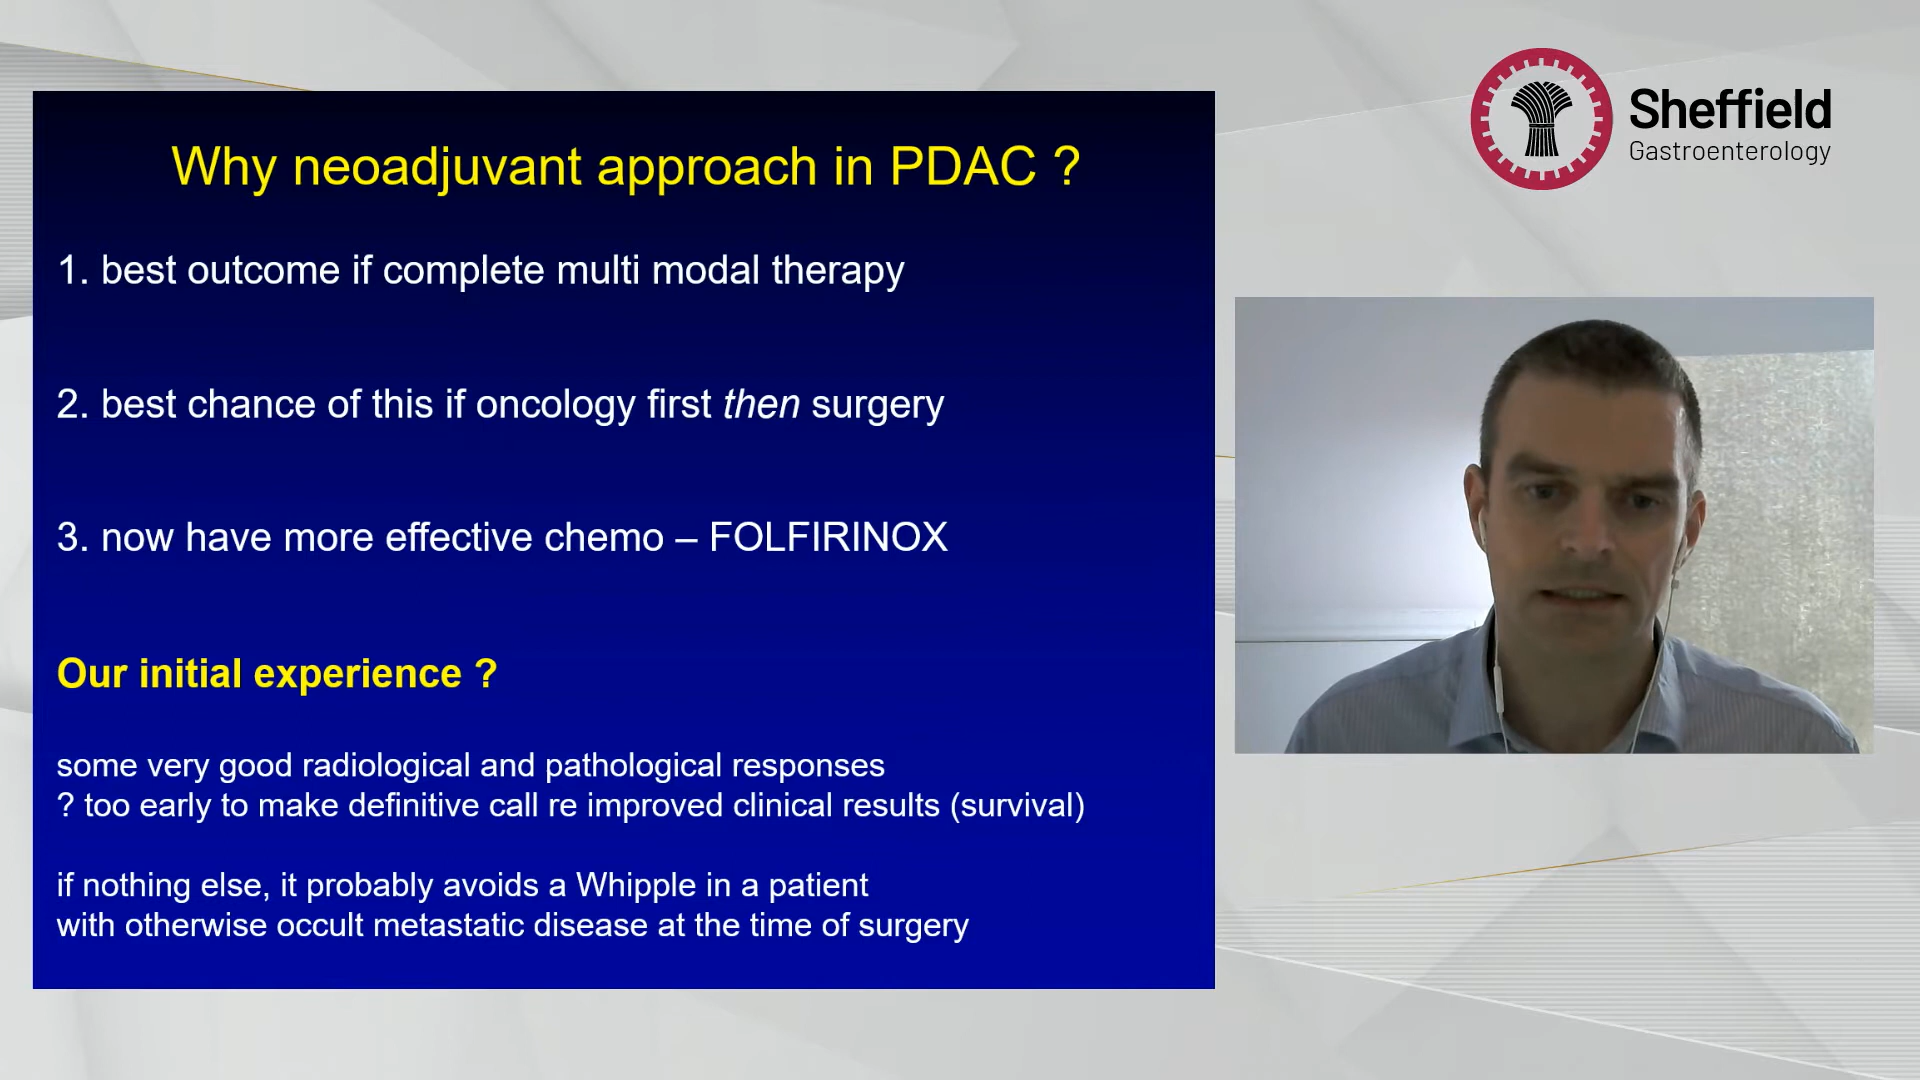 Why neoadjuvant approach in PDAC ?
1. best outcome if complete multi modal therapy
2. best chance of this if oncology first then surgery
3. now have more effective chemo – FOLFIRINOX
Our initial experience ?
some very good radiological and pathological responses
? too early to make definitive call re improved clinical results (survival)
if nothing else, it probably avoids a Whipple in a patient
with otherwise occult metastatic disease at the time of surgery
Sheffield
Gastroenterology